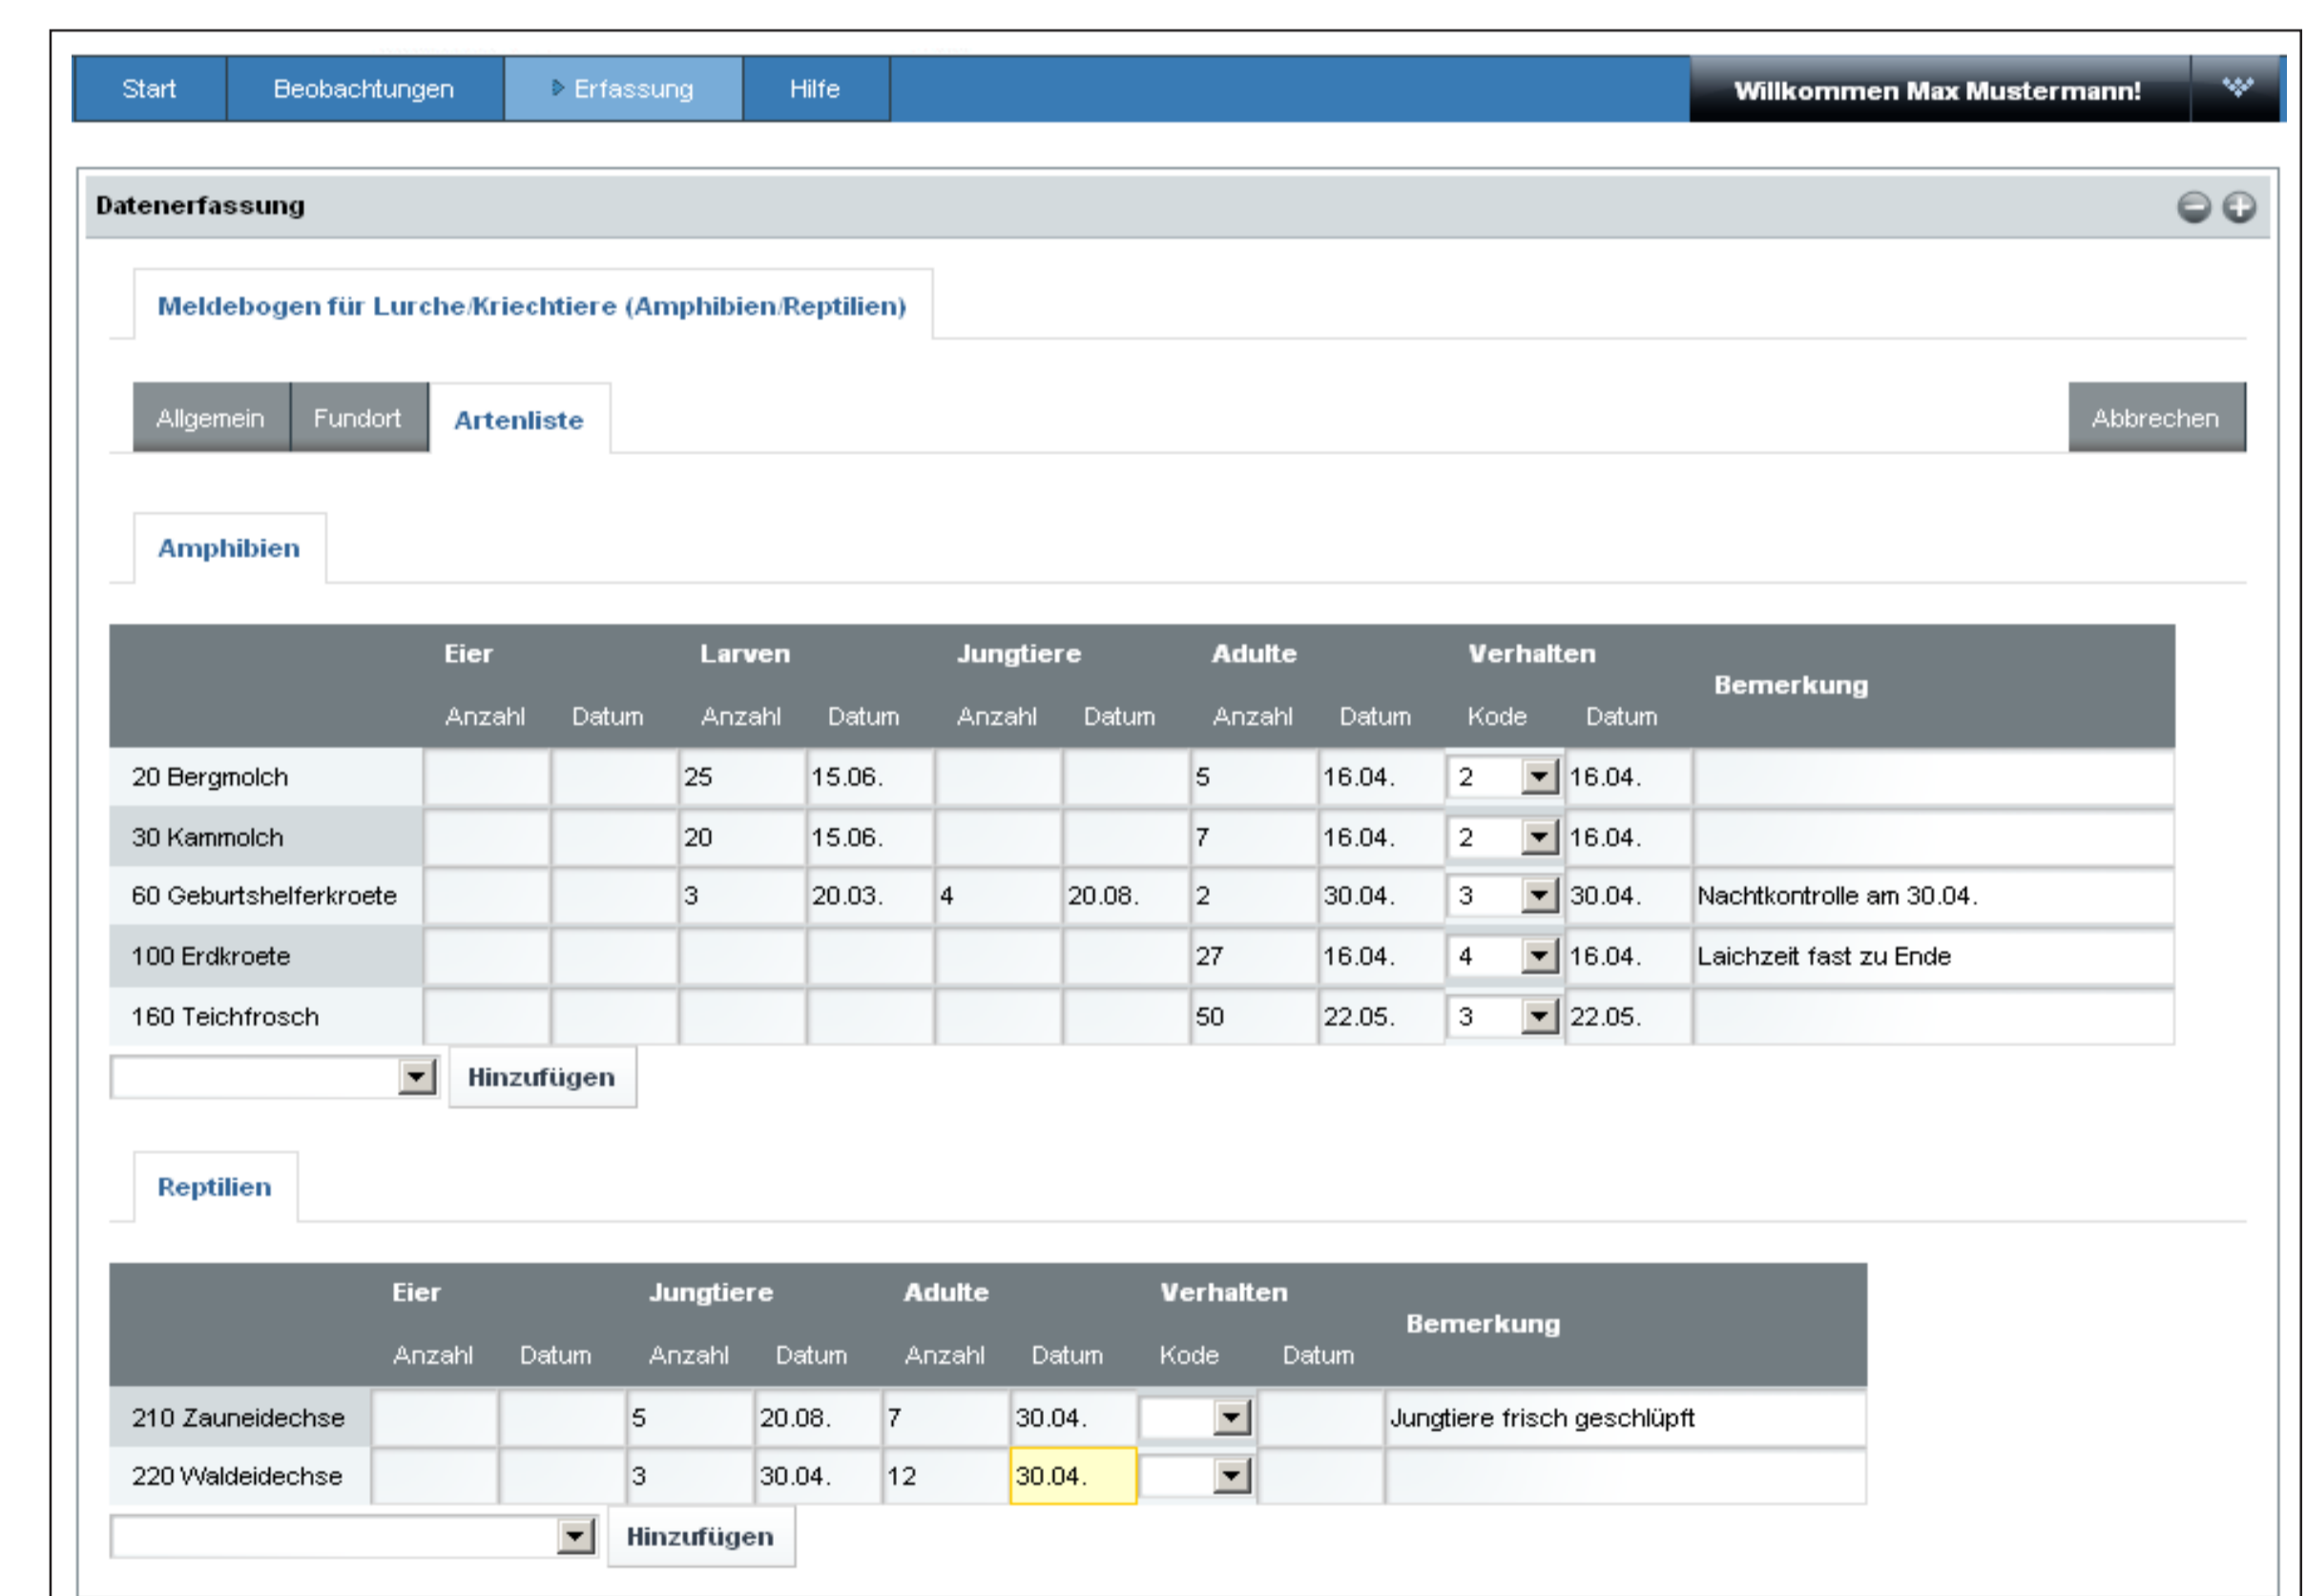 Start Beobachtungen Erfassung Hilfe Willkommen Max Mustermann!
Datenerfassung
Meldebogen für Lurche/Kriechtiere (Amphibien/Reptilien)
Allgemein Fundort Artenliste Abbrechen
Amphibien
Eier Larven Jungtiere Adulte Verhalten Bemerkung
Anzahl Datum Anzahl Datum Anzahl Datum Anzahl Datum Kode Datum
20 Bergmolch 25 15.06. 5 16.04. 2 16.04.
30 Kammolch 20 15.06. 7 16.04. 2 16.04.
60 Geburtshelferkroete 3 20.03. 4 20.08. 2 30.04. 3 30.04. Nachtkontrolle am 30.04.
100 Erdkroete 27 16.04. 4 16.04. Laichzeit fast zu Ende
160 Teichfrosch 50 22.05. 3 22.05.
Hinzufügen
Reptilien
Eier Jungtiere Adulte Verhalten Bemerkung
Anzahl Datum Anzahl Datum Anzahl Datum Kode Datum
210 Zauneidechse 5 20.08. 7 30.04. Jungtiere frisch geschlüpft
220 Waldeidechse 3 30.04. 12 30.04.
Hinzufügen